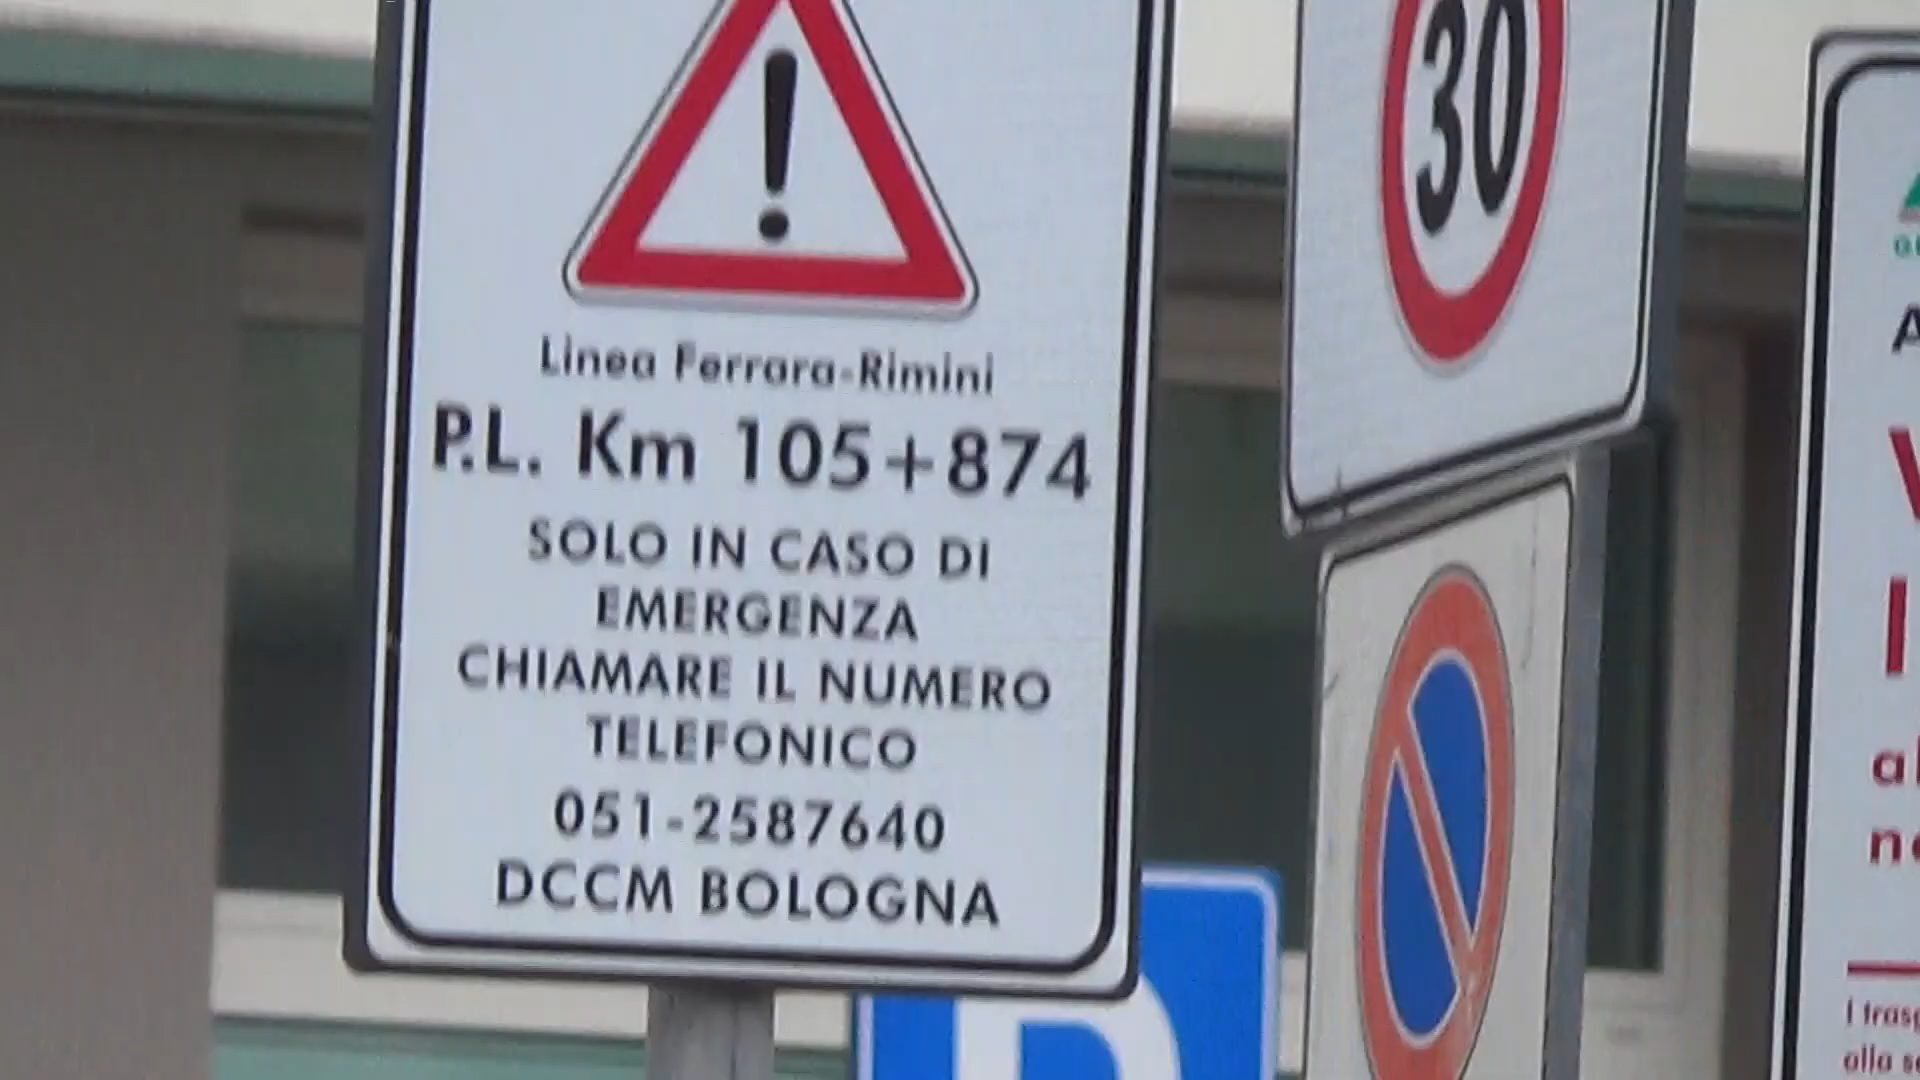 !
Linea Ferrara-Rimini
P.L. Km 105+874
SOLO IN CASO DI
EMERGENZA
CHIAMARE IL NUMERO
TELEFONICO
051-2587640
DCCM BOLOGNA
30
P